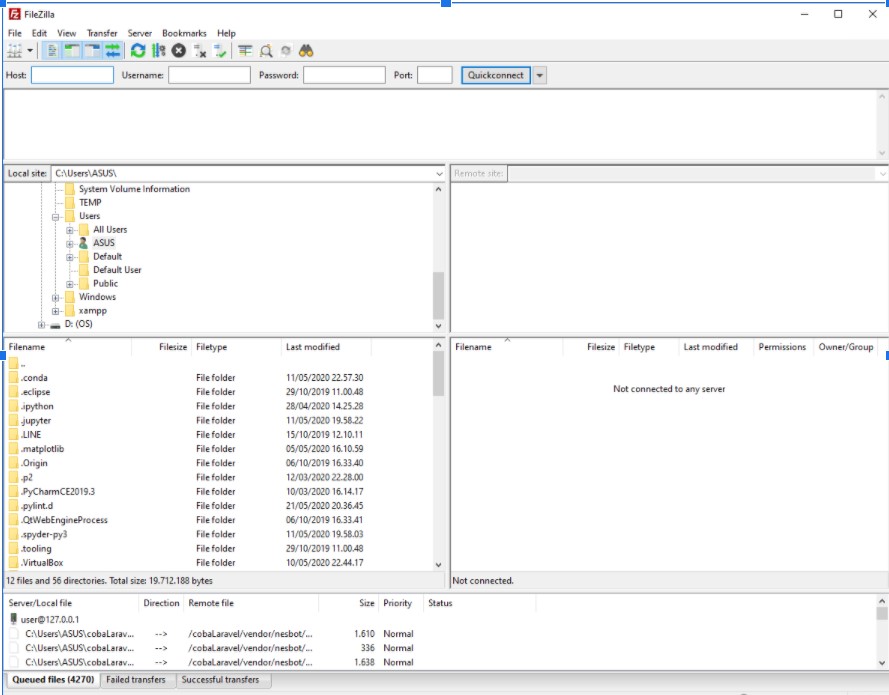 FileZilla
File Edit View Transfer Server Bookmarks Help
Host: Username: Password: Port: Quickconnect
Local site: C:\Users\ASUS\
Remote site:
System Volume Information
TEMP
Users
All Users
ASUS
Default
Default User
Public
Windows
xampp
D: (OS)
Filename Filesize Filetype Last modified
..
.conda File folder 11/05/2020 22.57.30
.eclipse File folder 29/10/2019 11.00.48
.ipython File folder 28/04/2020 14.25.28
.jupyter File folder 11/05/2020 19.58.22
.LINE File folder 15/10/2019 12.10.11
.matplotlib File folder 05/05/2020 16.10.59
.Origin File folder 06/10/2019 16.33.40
.p2 File folder 12/03/2020 22.28.00
.PyCharmCE2019.3 File folder 10/03/2020 16.14.17
.pylint.d File folder 21/05/2020 20.36.45
.QtWebEngineProcess File folder 06/10/2019 16.33.41
.spyder-py3 File folder 11/05/2020 19.58.03
.tooling File folder 29/10/2019 11.00.48
.VirtualBox File folder 10/05/2020 22.44.17
12 files and 56 directories. Total size: 19.712.188 bytes
Filename Filesize Filetype Last modified Permissions Owner/Group
Not connected to any server
Not connected.
Server/Local file Direction Remote file Size Priority Status
user@127.0.0.1
C:\Users\ASUS\cobaLarav... --> /cobaLaravel/vendor/nesbot/... 1.610 Normal
C:\Users\ASUS\cobaLarav... --> /cobaLaravel/vendor/nesbot/... 336 Normal
C:\Users\ASUS\cobaLarav... --> /cobaLaravel/vendor/nesbot/... 1.638 Normal
Queued files (4270) Failed transfers Successful transfers